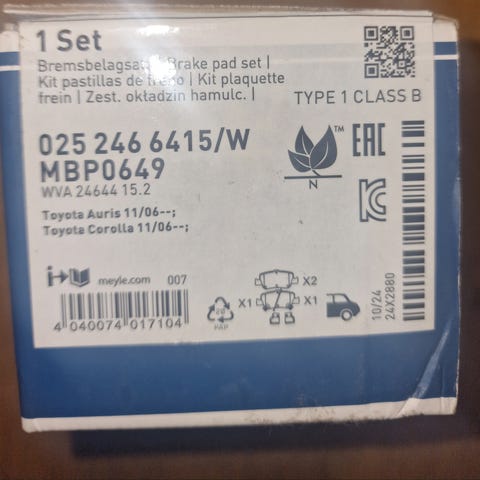 1 Set
Bremsbelagsatz | Brake pad set |
Kit pastillas de freno | Kit plaquette
frein | Zest. okładzin hamulc. |
TYPE 1 CLASS B
025 246 6415/W
MBP0649
WVA 24644 15.2
TM
EAC
N
Toyota Auris 11/06--;
Toyota Corolla 11/06--;
meyle.com 007
4 040074 017104
PAP
X1
X2
X1
10/24
24X2880